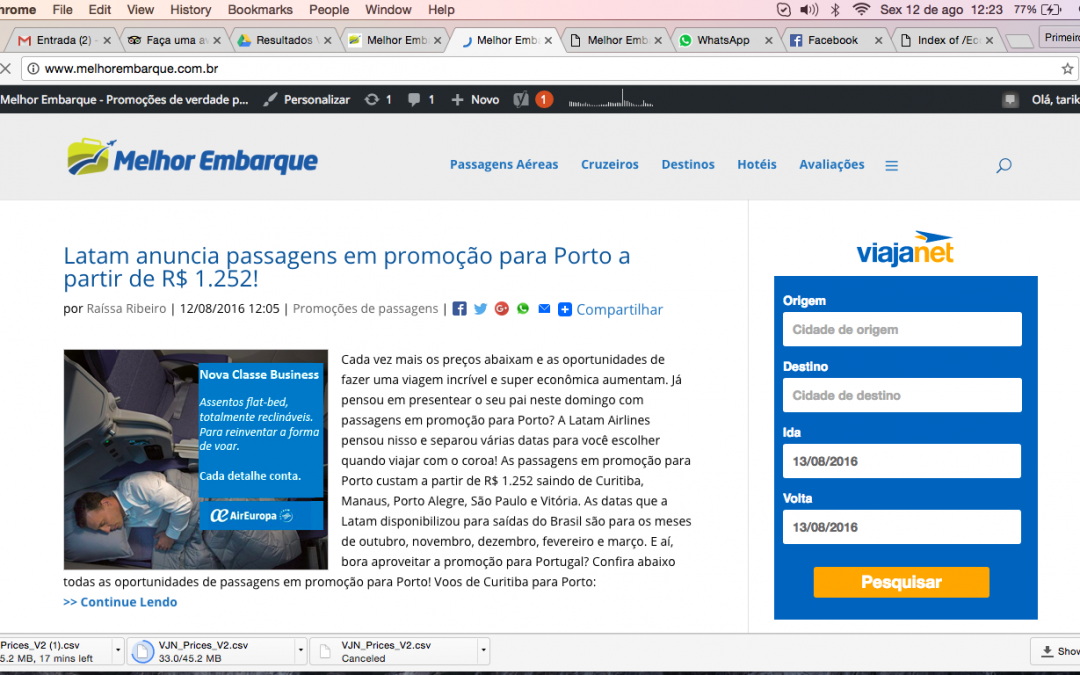 hrome File Edit View History Bookmarks People Window Help Sex 12 de ago 12:23 77%
Entrada (2) - Faça uma av Resultados \ Melhor Emb Melhor Emb Melhor Emb WhatsApp Facebook Index of /Ec Primeiro
www.melhorembarque.com.br
Melhor Embarque - Promoções de verdade p... Personalizar 1 1 Novo 1 Olá, tarik
Melhor Embarque
Passagens Aéreas Cruzeiros Destinos Hotéis Avaliações
Latam anuncia passagens em promoção para Porto a
partir de R$ 1.252!
por Raíssa Ribeiro | 12/08/2016 12:05 | Promoções de passagens | Compartilhar
Nova Classe Business
Assentos flat-bed,
totalmente reclináveis.
Para reinventar a forma
de voar.
Cada detalhe conta.
AirEuropa
Cada vez mais os preços abaixam e as oportunidades de
fazer uma viagem incrível e super econômica aumentam. Já
pensou em presentear o seu pai neste domingo com
passagens em promoção para Porto? A Latam Airlines
pensou nisso e separou várias datas para você escolher
quando viajar com o coroa! As passagens em promoção para
Porto custam a partir de R$ 1.252 saindo de Curitiba,
Manaus, Porto Alegre, São Paulo e Vitória. As datas que a
Latam disponibilizou para saídas do Brasil são para os meses
de outubro, novembro, dezembro, fevereiro e março. E aí,
bora aproveitar a promoção para Portugal? Confira abaixo
todas as oportunidades de passagens em promoção para Porto! Voos de Curitiba para Porto:
>> Continue Lendo
viajanet
Origem
Cidade de origem
Destino
Cidade de destino
Ida
13/08/2016
Volta
13/08/2016
Pesquisar
Prices_V2 (1).csv
5.2 MB, 17 mins left
VJN_Prices_V2.csv
33.0/45.2 MB
VJN_Prices_V2.csv
Canceled
Show